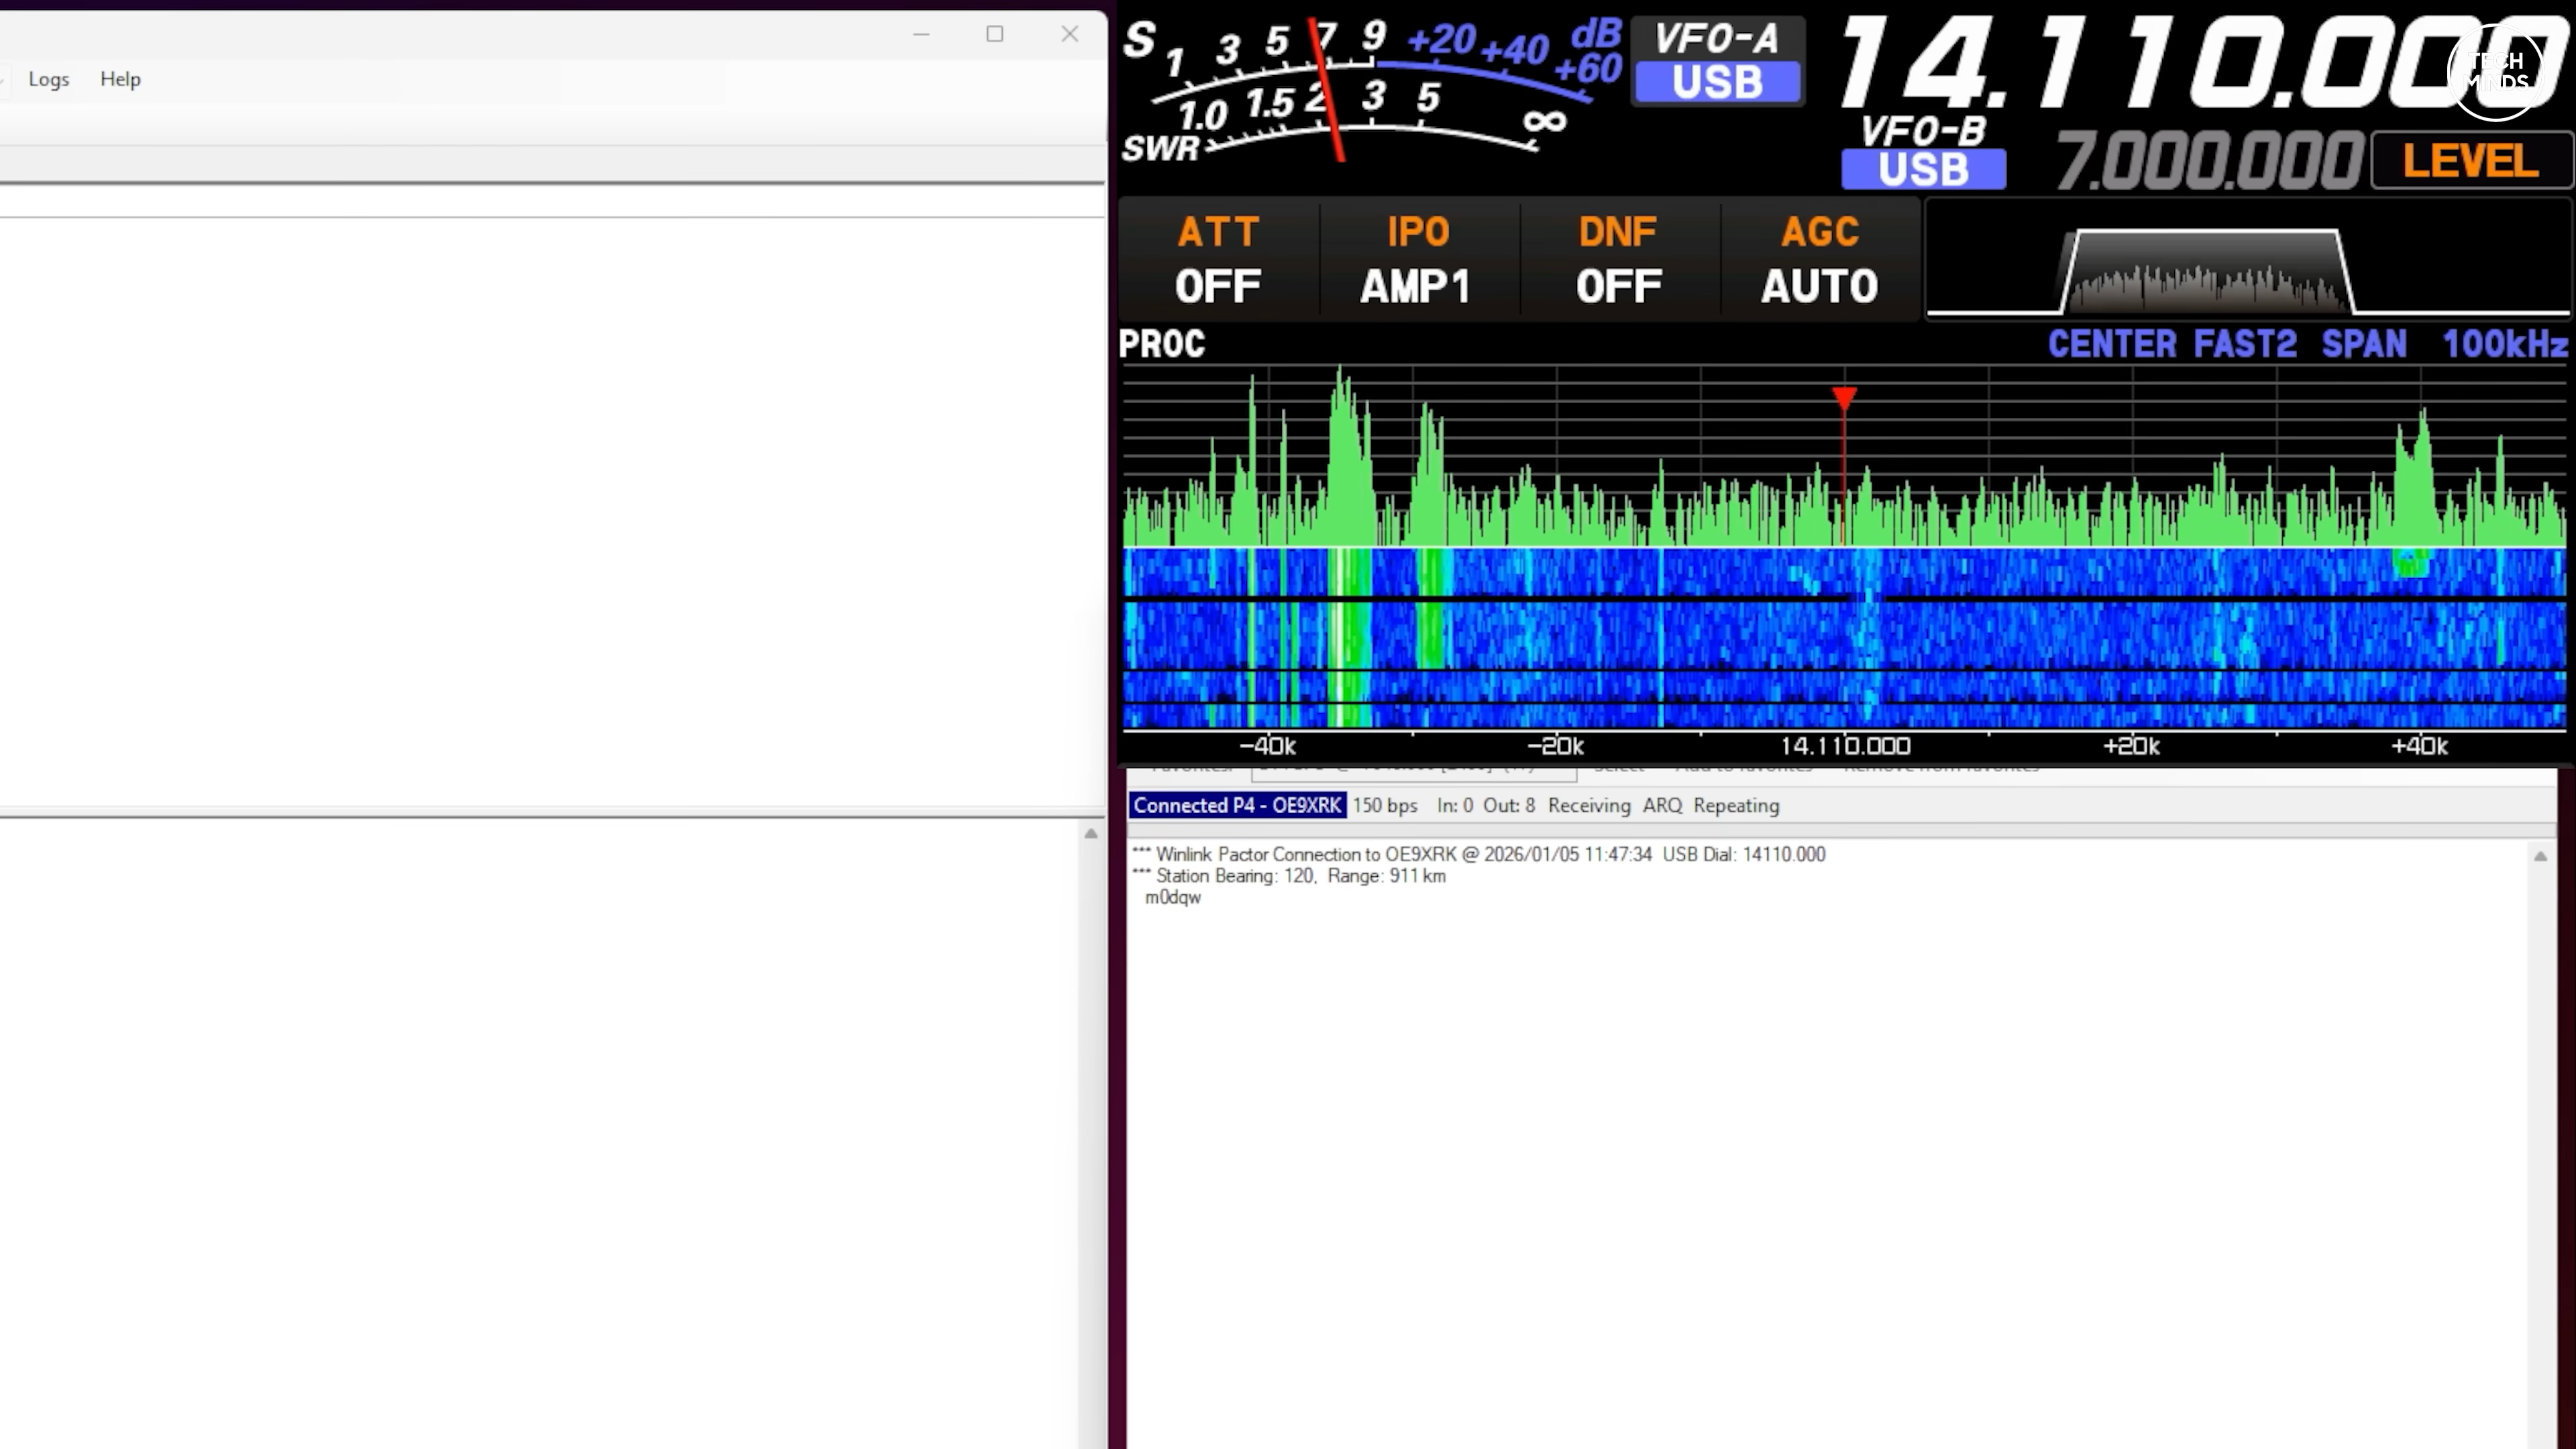 Logs Help
S 1 3 5 7 9 +20 +40 +60 dB
1.0 1.5 2 3 5 ∞
SWR
VFO-A
USB
14.110.000
TECH
MINDS
VFO-B
USB
7.000.000
LEVEL
ATT IPO DNF AGC
OFF AMP1 OFF AUTO
PROC
CENTER FAST2 SPAN 100kHz
-40k -20k 14.110.000 +20k +40k
Connected P4 - OE9XRK 150 bps In: 0 Out: 8 Receiving ARQ Repeating
*** Winlink Pactor Connection to OE9XRK @ 2026/01/05 11:47:34 USB Dial: 14110.000
*** Station Bearing: 120, Range: 911 km
m0dqw